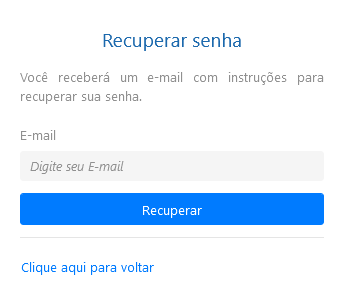 Recuperar senha
Você receberá um e-mail com instruções para
recuperar sua senha.
E-mail
Digite seu E-mail
Recuperar
Clique aqui para voltar